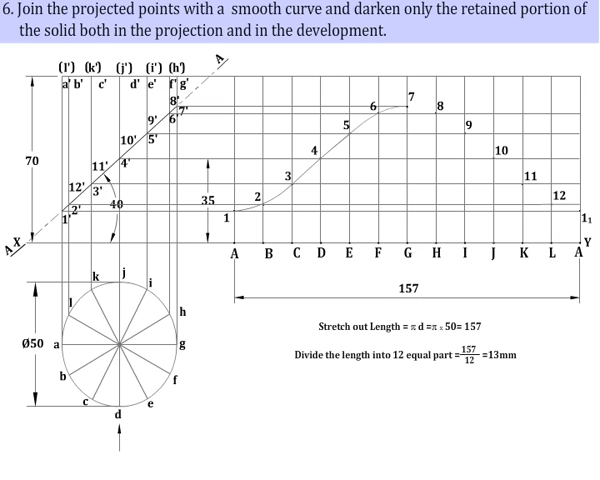 6. Join the projected points with a smooth curve and darken only the retained portion of
the solid both in the projection and in the development.
(l') (k') (j') (i') (h')
a' b' c' d' e' f' g'
A
8'
7'
9' 6'
10' 5'
11' 4'
12' 3'
2'
1'
70
40
35
A X
1 2 3 4 5 6 7 8 9 10 11 12 1₁
A B C D E F G H I J K L A
Y
157
k j i
l h
Ø50 a g
b f
c e
d
Stretch out Length = π d =π x 50= 157
Divide the length into 12 equal part = 157/12 =13mm